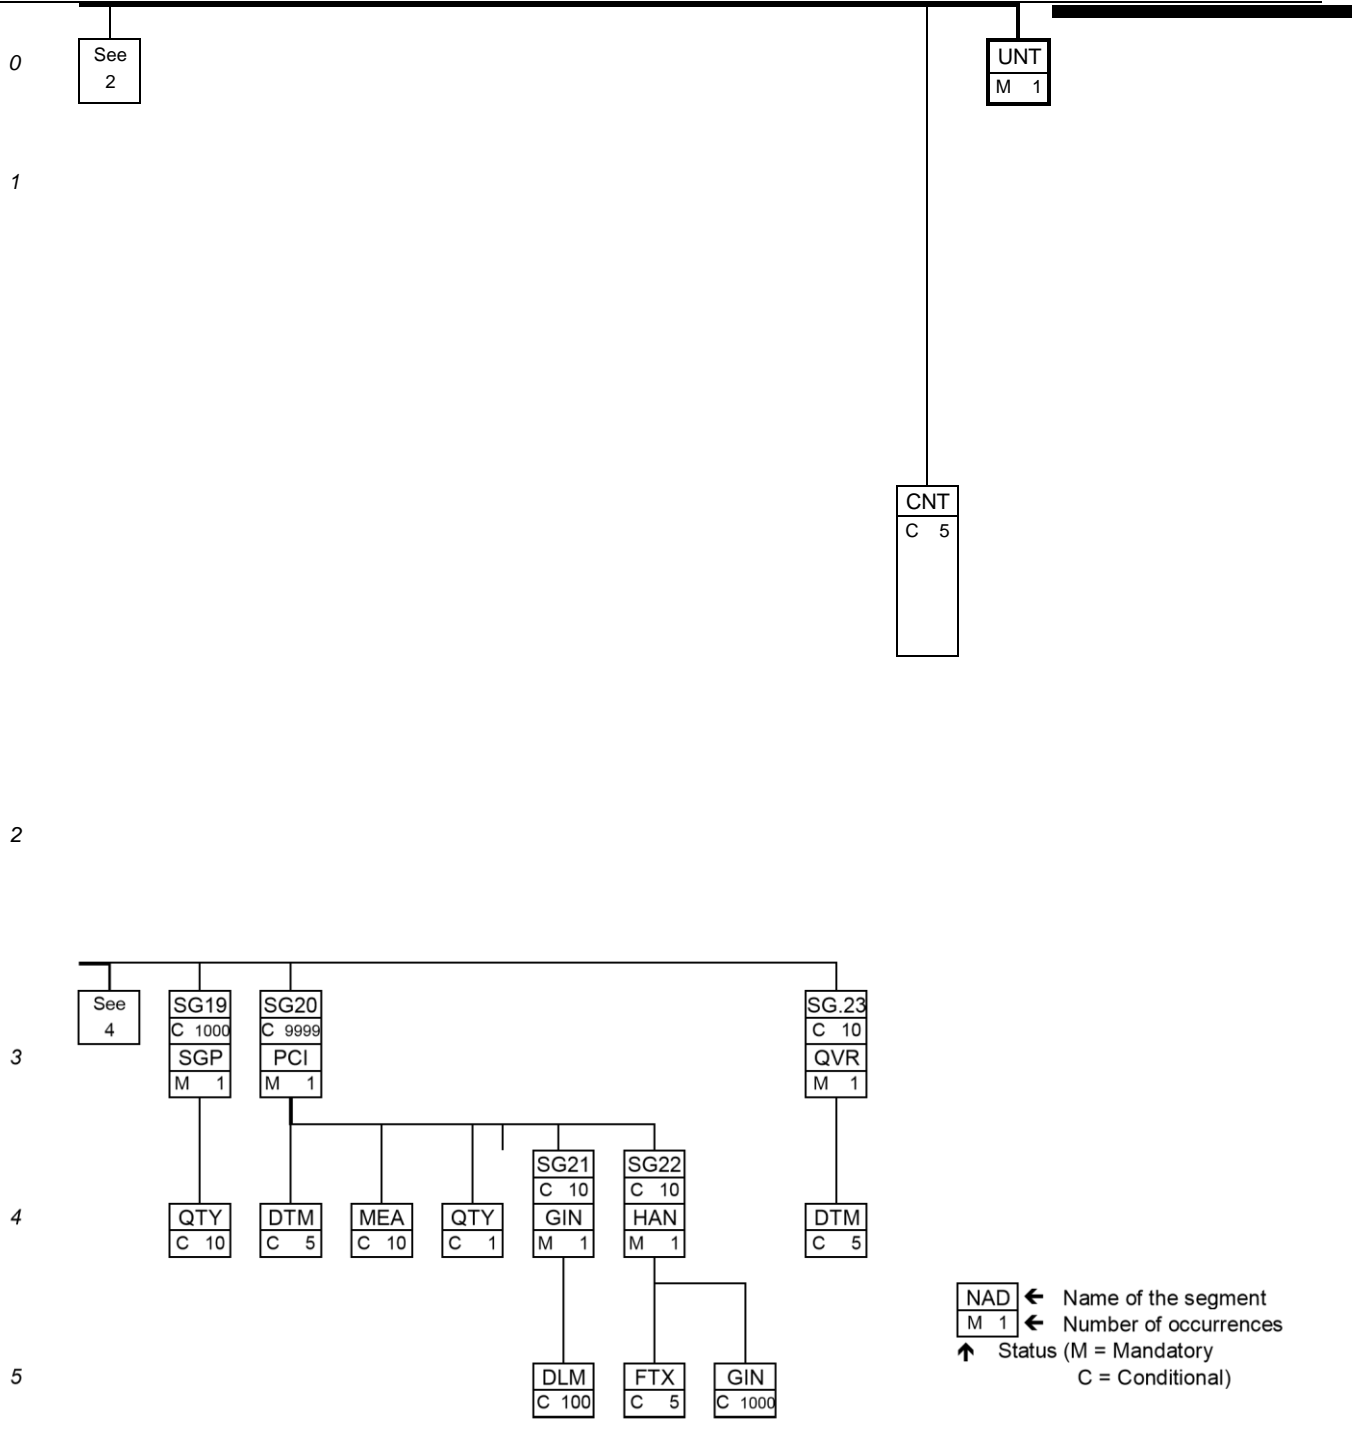 0
See
2
UNT
M 1
1
CNT
C 5
2
See
4
SG19
C 1000
SGP
M 1
SG20
C 9999
PCI
M 1
SG.23
C 10
QVR
M 1
3
SG21
C 10
GIN
M 1
SG22
C 10
HAN
M 1
4
QTY
C 10
DTM
C 5
MEA
C 10
QTY
C 1
DTM
C 5
NAD
M 1
Name of the segment
Number of occurrences
Status (M = Mandatory
C = Conditional)
5
DLM
C 100
FTX
C 5
GIN
C 1000